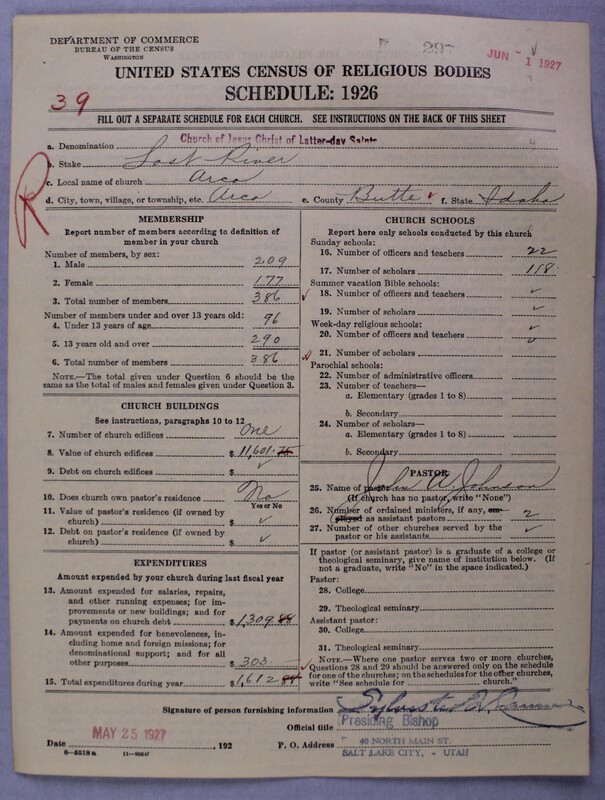 DEPARTMENT OF COMMERCE
BUREAU OF THE CENSUS
WASHINGTON
297
JUN - 1 1927
UNITED STATES CENSUS OF RELIGIOUS BODIES
39
SCHEDULE: 1926
FILL OUT A SEPARATE SCHEDULE FOR EACH CHURCH. SEE INSTRUCTIONS ON THE BACK OF THIS SHEET
a. Denomination Church of Jesus Christ of Latter-day Saints
b. Stake Lost River
c. Local name of church Arco
d. City, town, village, or township, etc. Arco e. County Butte f. State Idaho
R
MEMBERSHIP
Report number of members according to definition of
member in your church
Number of members, by sex:
1. Male 209
2. Female 177
3. Total number of members 386
Number of members under and over 13 years old:
4. Under 13 years of age 96
5. 13 years old and over 290
6. Total number of members 386
NOTE.—The total given under Question 6 should be the
same as the total of males and females given under Question 3.
CHURCH BUILDINGS
See instructions, paragraphs 10 to 12
7. Number of church edifices One
8. Value of church edifices $ 11,601.75
9. Debt on church edifices $ ✓
10. Does church own pastor's residence No
Yes or No
11. Value of pastor's residence (if owned by
church) $ ✓
12. Debt on pastor's residence (if owned by
church) $ ✓
EXPENDITURES
Amount expended by your church during last fiscal year
13. Amount expended for salaries, repairs,
and other running expenses; for im-
provements or new buildings; and for
payments on church debt $ 1,309
14. Amount expended for benevolences, in-
cluding home and foreign missions; for
denominational support; and for all
other purposes $ 303
15. Total expenditures during year $ 1,612
CHURCH SCHOOLS
Report here only schools conducted by this church
Sunday schools:
16. Number of officers and teachers 22
17. Number of scholars 118
Summer vacation Bible schools:
18. Number of officers and teachers ✓
19. Number of scholars ✓
Week-day religious schools:
20. Number of officers and teachers ✓
21. Number of scholars ✓
Parochial schools:
22. Number of administrative officers
23. Number of teachers—
a. Elementary (grades 1 to 8)
b. Secondary
24. Number of scholars—
a. Elementary (grades 1 to 8)
b. Secondary
PASTOR
25. Name of pastor John A. Johnson
(If church has no pastor, write "None")
26. Number of ordained ministers, if any, em-
ployed as assistant pastors 2
27. Number of other churches served by the
pastor or his assistants ✓
If pastor (or assistant pastor) is a graduate of a college or
theological seminary, give name of institution below. (If
not a graduate, write "No" in the space indicated.)
Pastor:
28. College
29. Theological seminary
Assistant pastor:
30. College
31. Theological seminary
NOTE.—Where one pastor serves two or more churches,
Questions 28 and 29 should be answered only on the schedule
for one of the churches; on the schedules for the other churches,
write "See schedule for church."
Signature of person furnishing information Sylvester Q. Cannon
Official title Presiding Bishop
MAY 25 1927
Date , 192 P. O. Address 40 NORTH MAIN ST.
SALT LAKE CITY, - UTAH